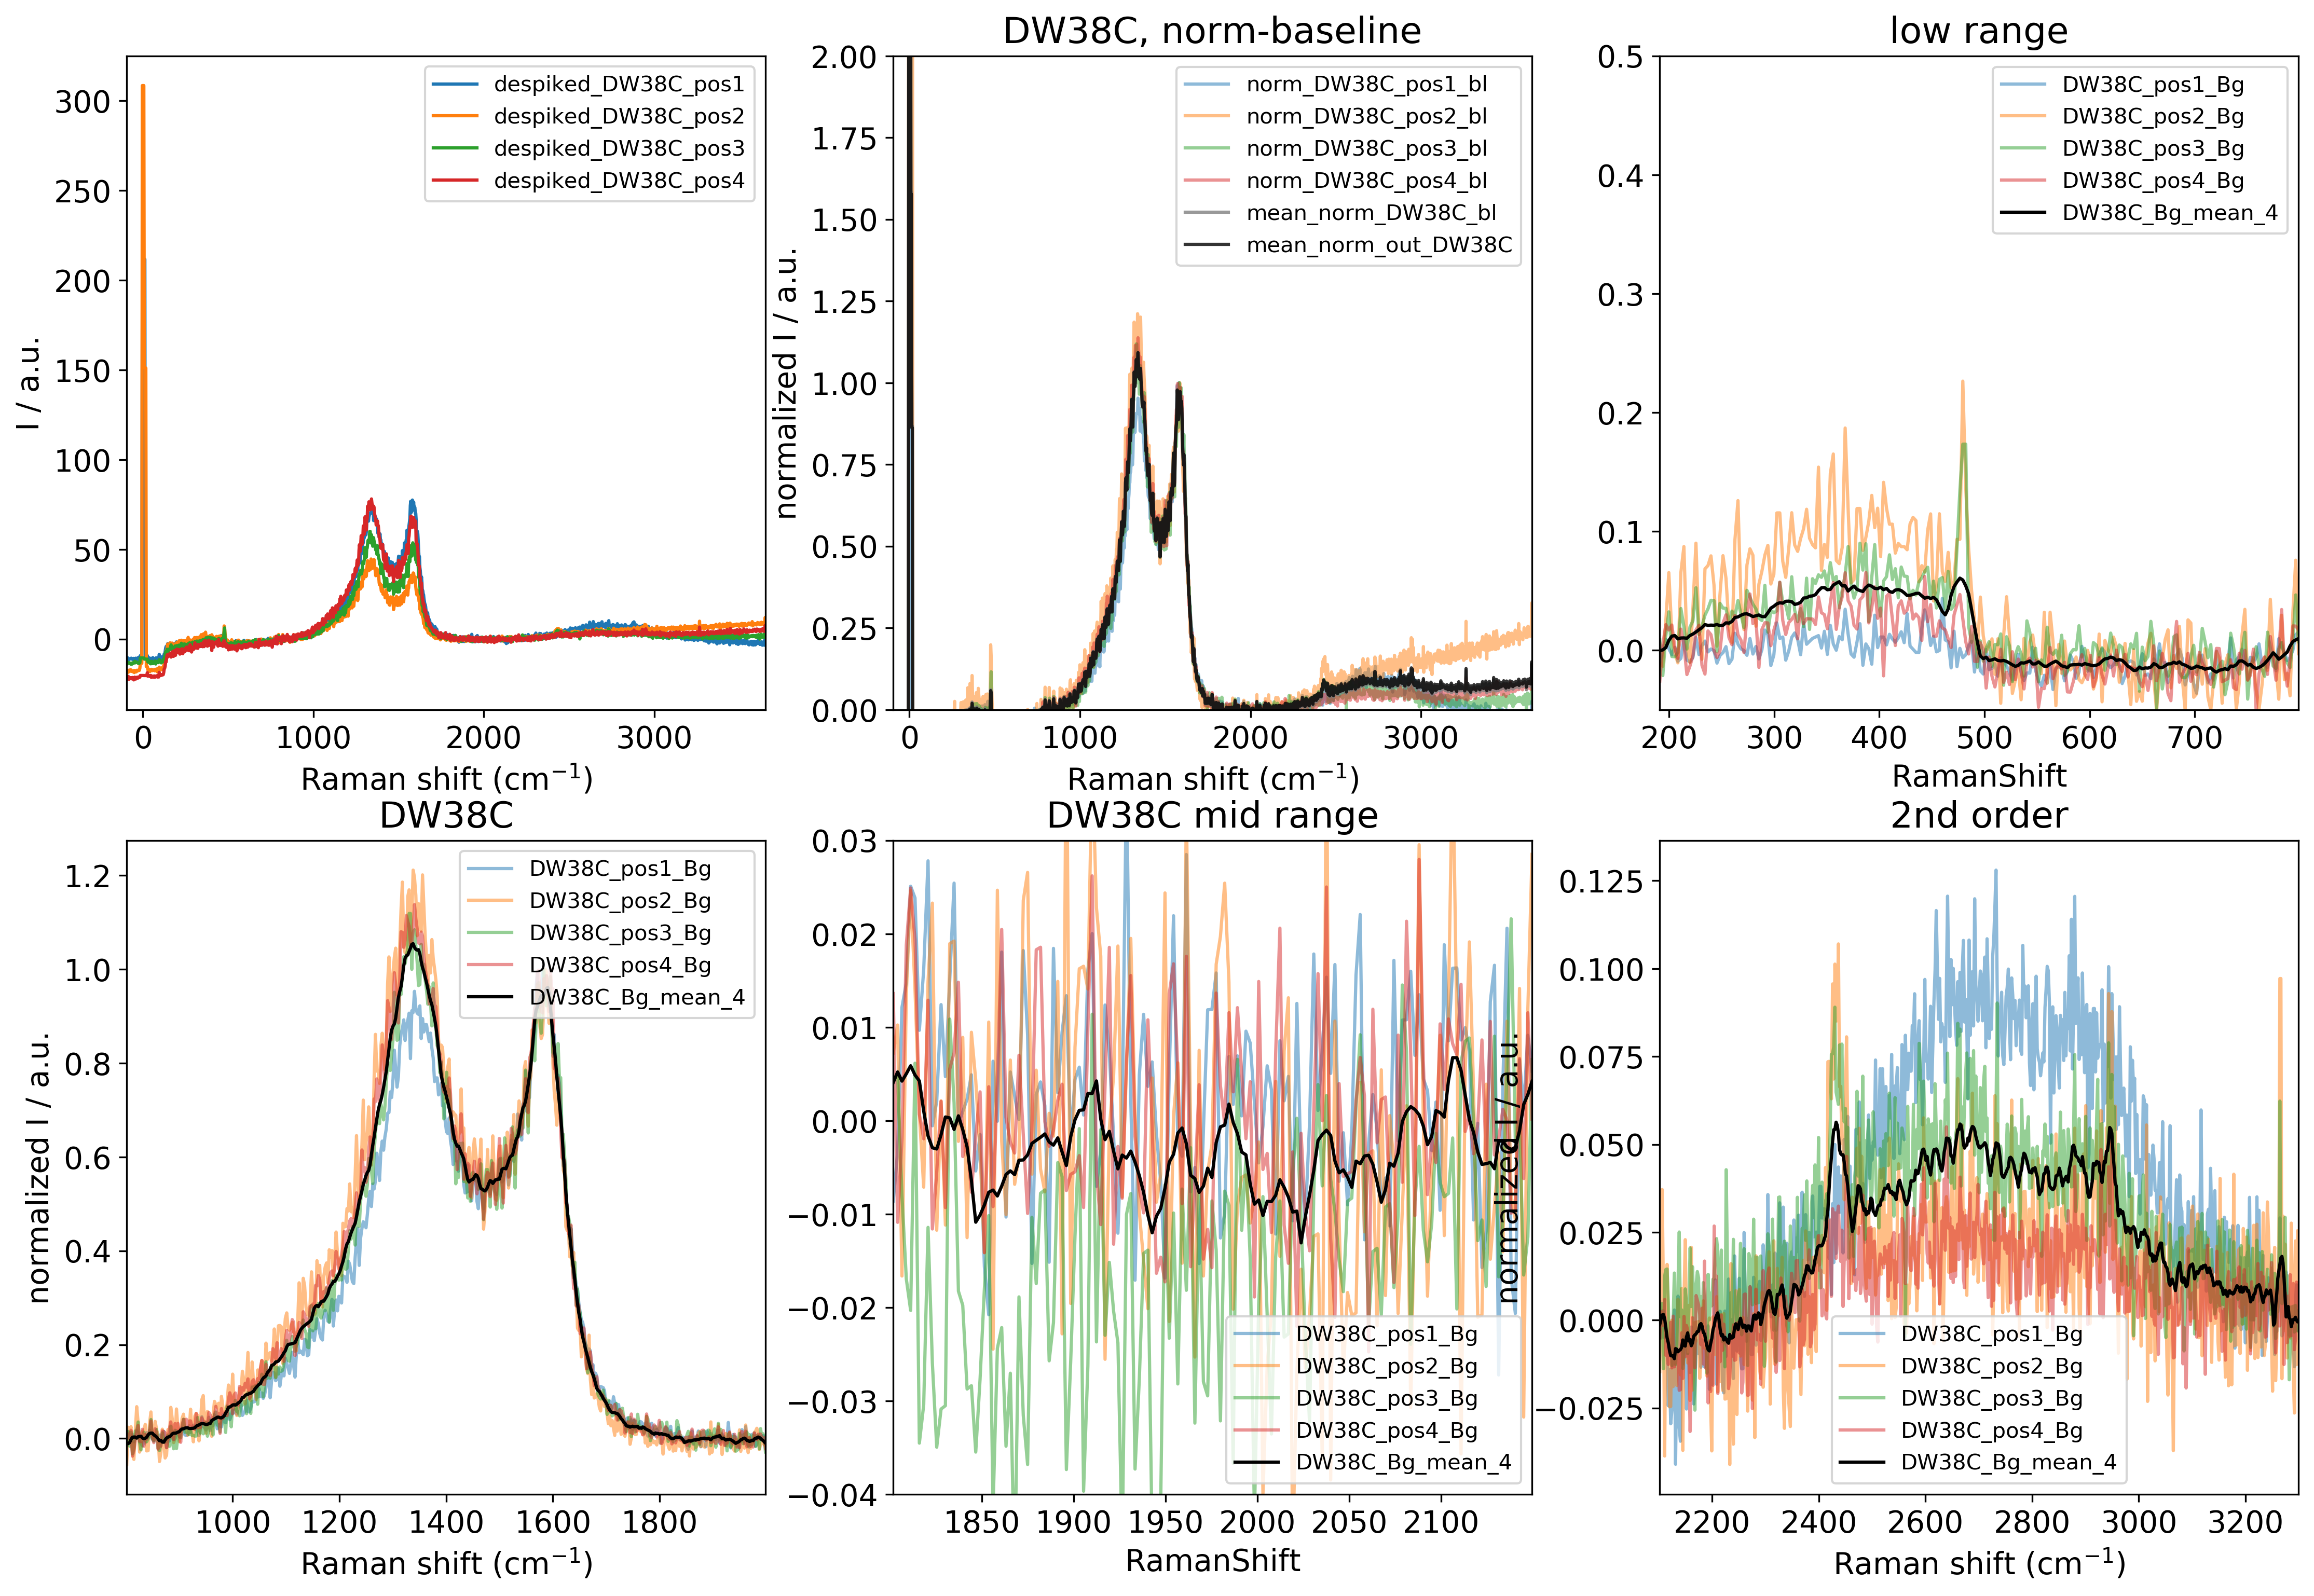 DW38C, norm-baseline
low range
300
250
200
150
100
50
0
I / a.u.
despiked_DW38C_pos1
despiked_DW38C_pos2
despiked_DW38C_pos3
despiked_DW38C_pos4
0 1000 2000 3000
Raman shift (cm⁻¹)
2.00
1.75
1.50
1.25
1.00
0.75
0.50
0.25
0.00
normalized I / a.u.
norm_DW38C_pos1_bl
norm_DW38C_pos2_bl
norm_DW38C_pos3_bl
norm_DW38C_pos4_bl
mean_norm_DW38C_bl
mean_norm_out_DW38C
0 1000 2000 3000
Raman shift (cm⁻¹)
0.5
0.4
0.3
0.2
0.1
0.0
DW38C_pos1_Bg
DW38C_pos2_Bg
DW38C_pos3_Bg
DW38C_pos4_Bg
DW38C_Bg_mean_4
200 300 400 500 600 700
RamanShift
DW38C
1.2
1.0
0.8
0.6
0.4
0.2
0.0
normalized I / a.u.
DW38C_pos1_Bg
DW38C_pos2_Bg
DW38C_pos3_Bg
DW38C_pos4_Bg
DW38C_Bg_mean_4
1000 1200 1400 1600 1800
Raman shift (cm⁻¹)
DW38C mid range
0.03
0.02
0.01
0.00
−0.01
−0.02
−0.03
−0.04
DW38C_pos1_Bg
DW38C_pos2_Bg
DW38C_pos3_Bg
DW38C_pos4_Bg
DW38C_Bg_mean_4
1850 1900 1950 2000 2050 2100
RamanShift
2nd order
0.125
0.100
0.075
0.050
0.025
0.000
−0.025
normalized I / a.u.
DW38C_pos1_Bg
DW38C_pos2_Bg
DW38C_pos3_Bg
DW38C_pos4_Bg
DW38C_Bg_mean_4
2200 2400 2600 2800 3000 3200
Raman shift (cm⁻¹)